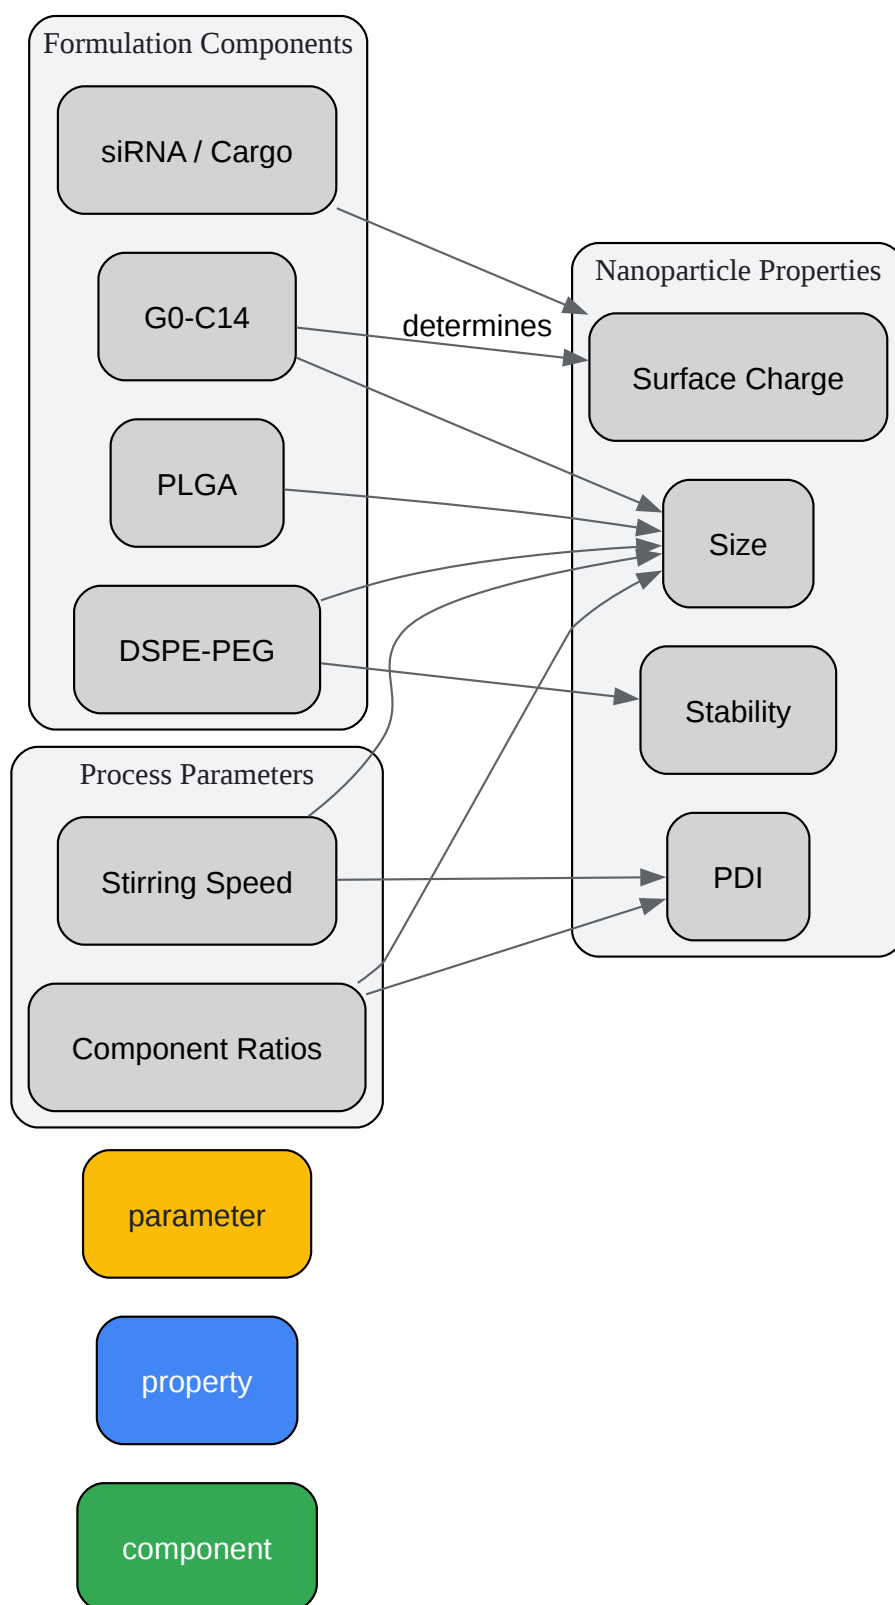 Formulation Components
siRNA / Cargo
G0-C14
PLGA
DSPE-PEG
determines
Nanoparticle Properties
Surface Charge
Size
Stability
PDI
Process Parameters
Stirring Speed
Component Ratios
parameter
property
component